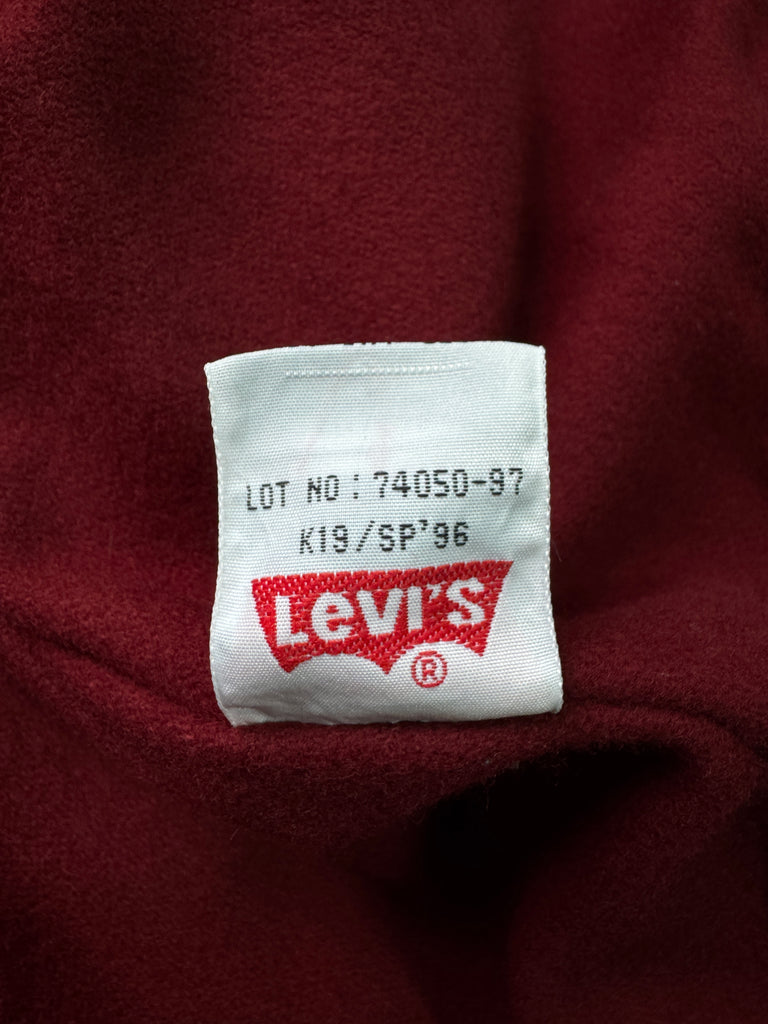 LOT NO : 74050-97
K19/SP'96
LeVI'S
®